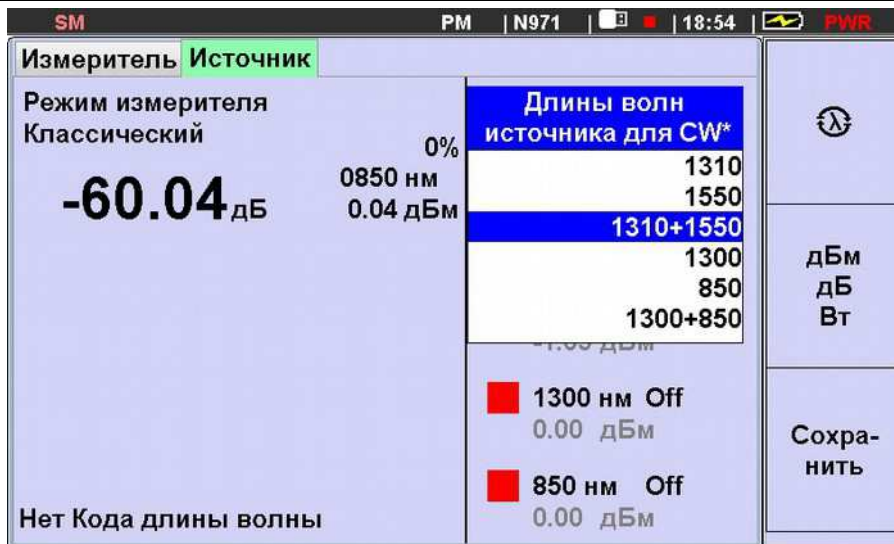 SM PM | N971 | | 18:54 | PWR
Измеритель Источник
Режим измерителя
Классический
0%
0850 нм
-60.04 дБ
0.04 дБм
Нет Кода длины волны
Длины волн
источника для CW*
1310
1550
1310+1550
1300
850
1300+850
1300 нм Off
0.00 дБм
850 нм Off
0.00 дБм
λ
дБм
дБ
Вт
Сохра-
нить